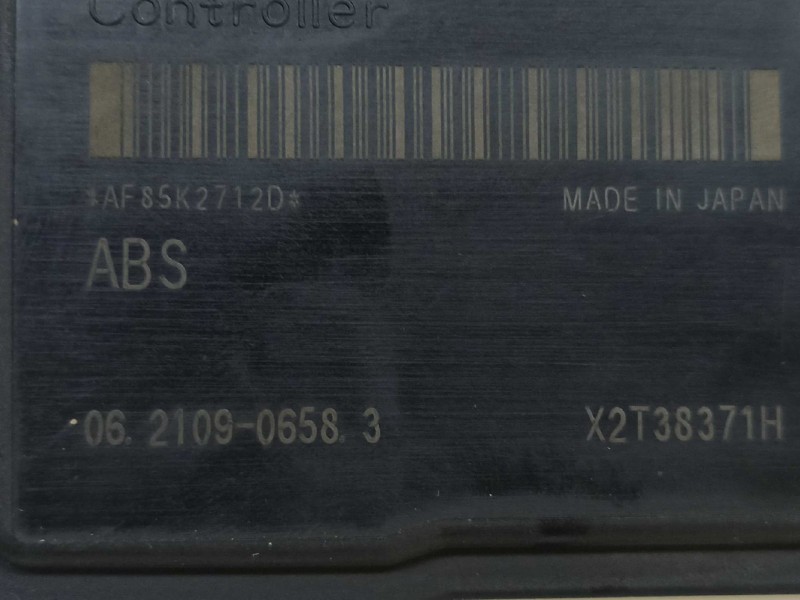 Controller
*AF85K2712D*
MADE IN JAPAN
ABS
06.2109-0658.3
X2T38371H